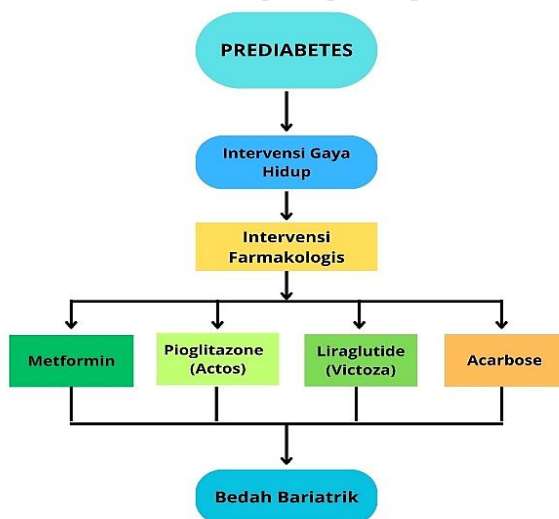 PREDIABETES
Intervensi Gaya
Hidup
Intervensi
Farmakologis
Metformin
Pioglitazone
(Actos)
Liraglutide
(Victoza)
Acarbose
Bedah Bariatrik